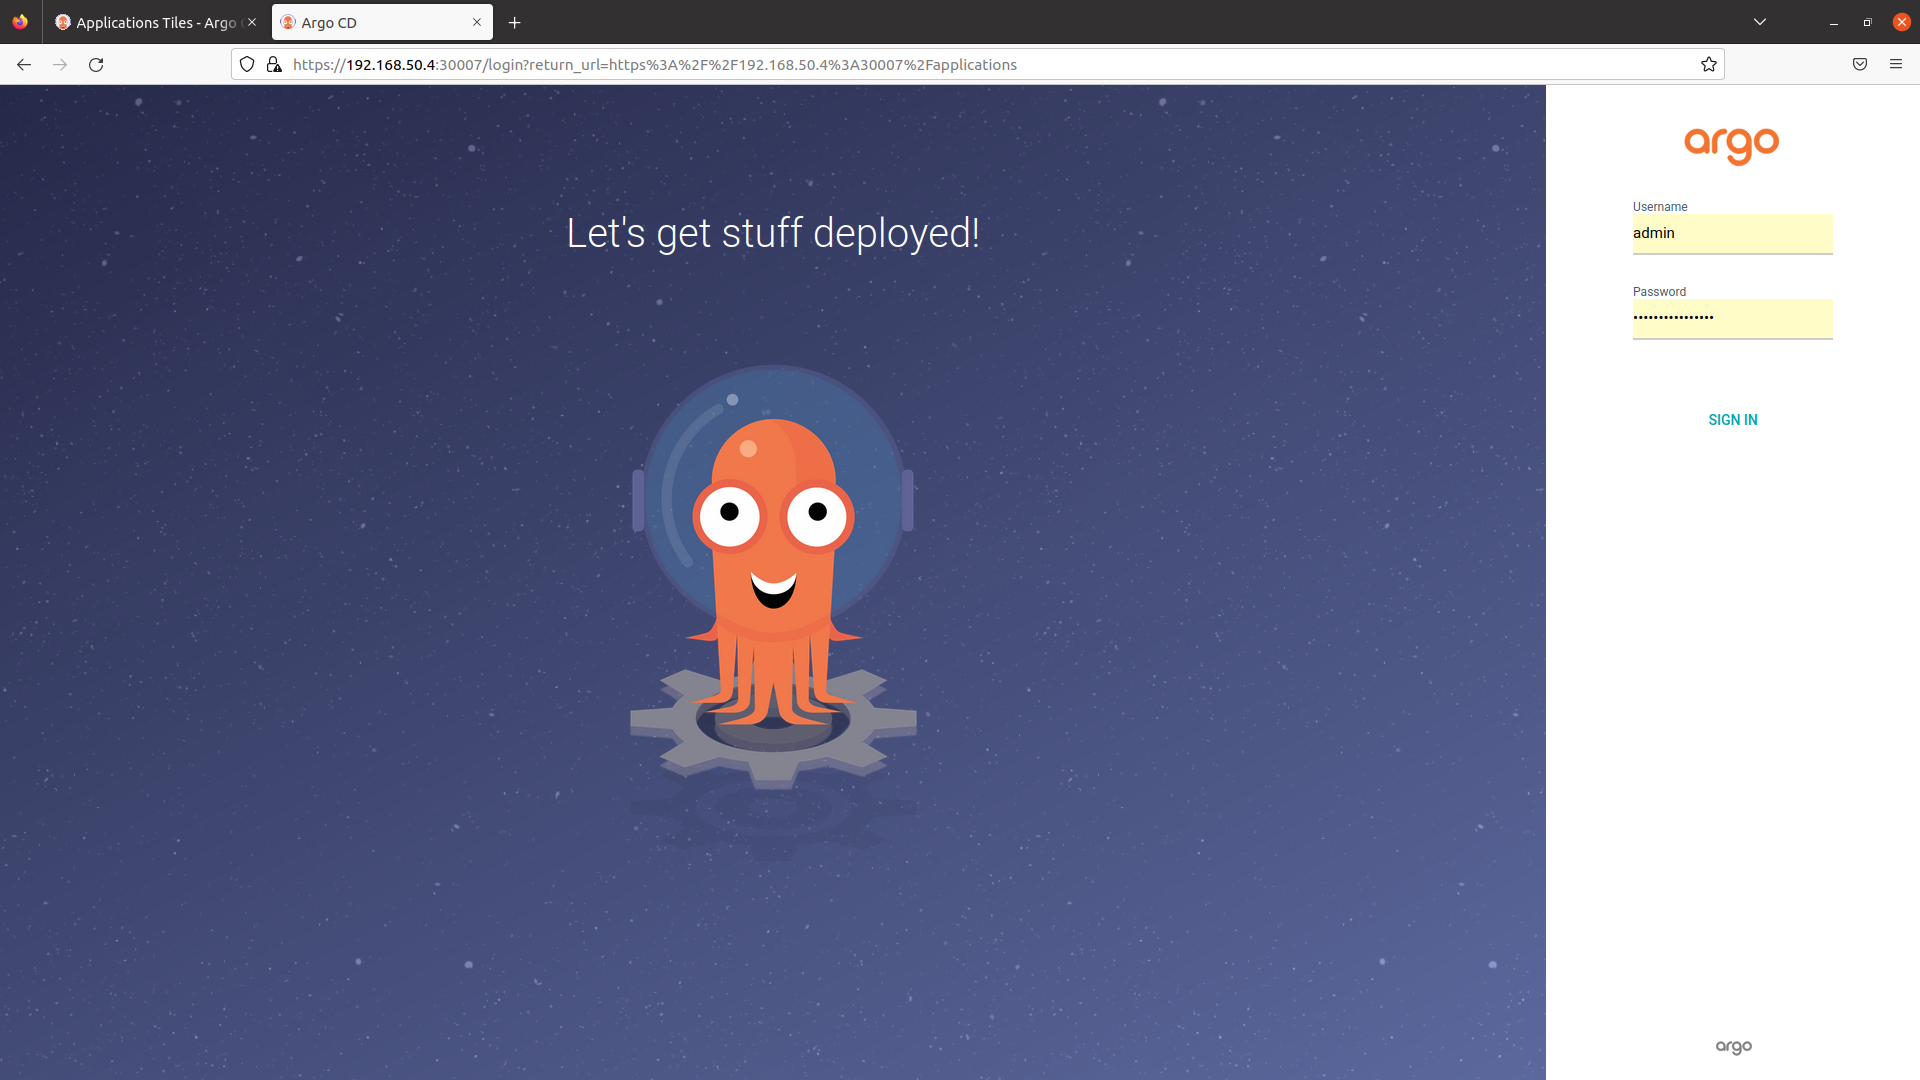 Applications Tiles - Argo
Argo CD
https://192.168.50.4:30007/login?return_url=https%3A%2F%2F192.168.50.4%3A30007%2Fapplications
Let's get stuff deployed!
argo
Username
admin
Password
••••••••••••••••
SIGN IN
argo